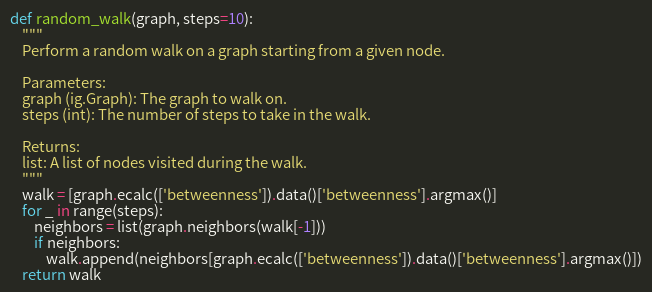 def random_walk(graph, steps=10):
    """
    Perform a random walk on a graph starting from a given node.

    Parameters:
    graph (ig.Graph): The graph to walk on.
    steps (int): The number of steps to take in the walk.

    Returns:
    list: A list of nodes visited during the walk.
    """
    walk = [graph.ecalc(['betweenness']).data()['betweenness'].argmax()]
    for _ in range(steps):
        neighbors = list(graph.neighbors(walk[-1]))
        if neighbors:
            walk.append(neighbors[graph.ecalc(['betweenness']).data()['betweenness'].argmax()])
    return walk